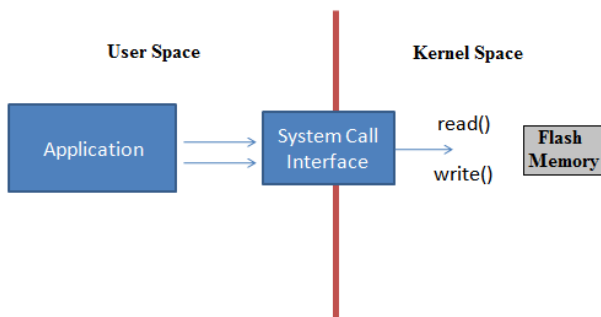 User Space
Kernel Space
Application
System Call
Interface
read()
write()
Flash
Memory